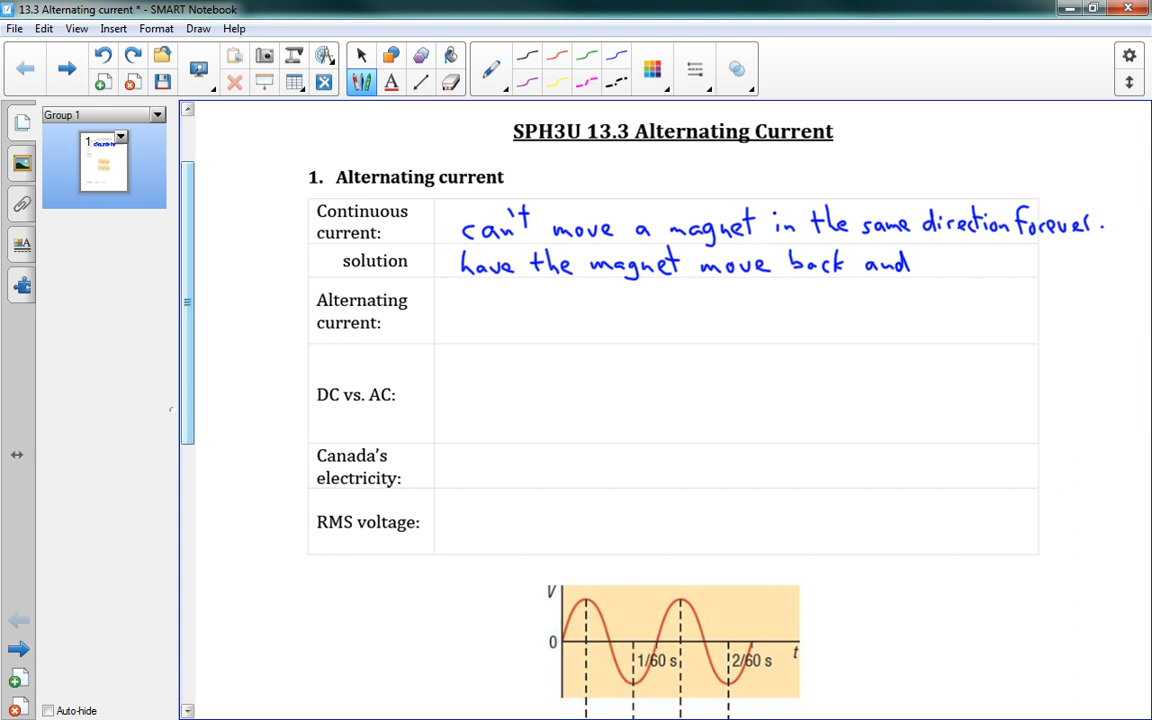 13.3 Alternating current * - SMART Notebook
File Edit View Insert Format Draw Help
Group 1
1
SPH3U 13.3 Alternating Current
1. Alternating current
Continuous current: can't move a magnet in the same direction forever.
solution have the magnet move back and
Alternating current:
DC vs. AC:
Canada's electricity:
RMS voltage:
V
0
1/60 s 2/60 s t
Auto-hide